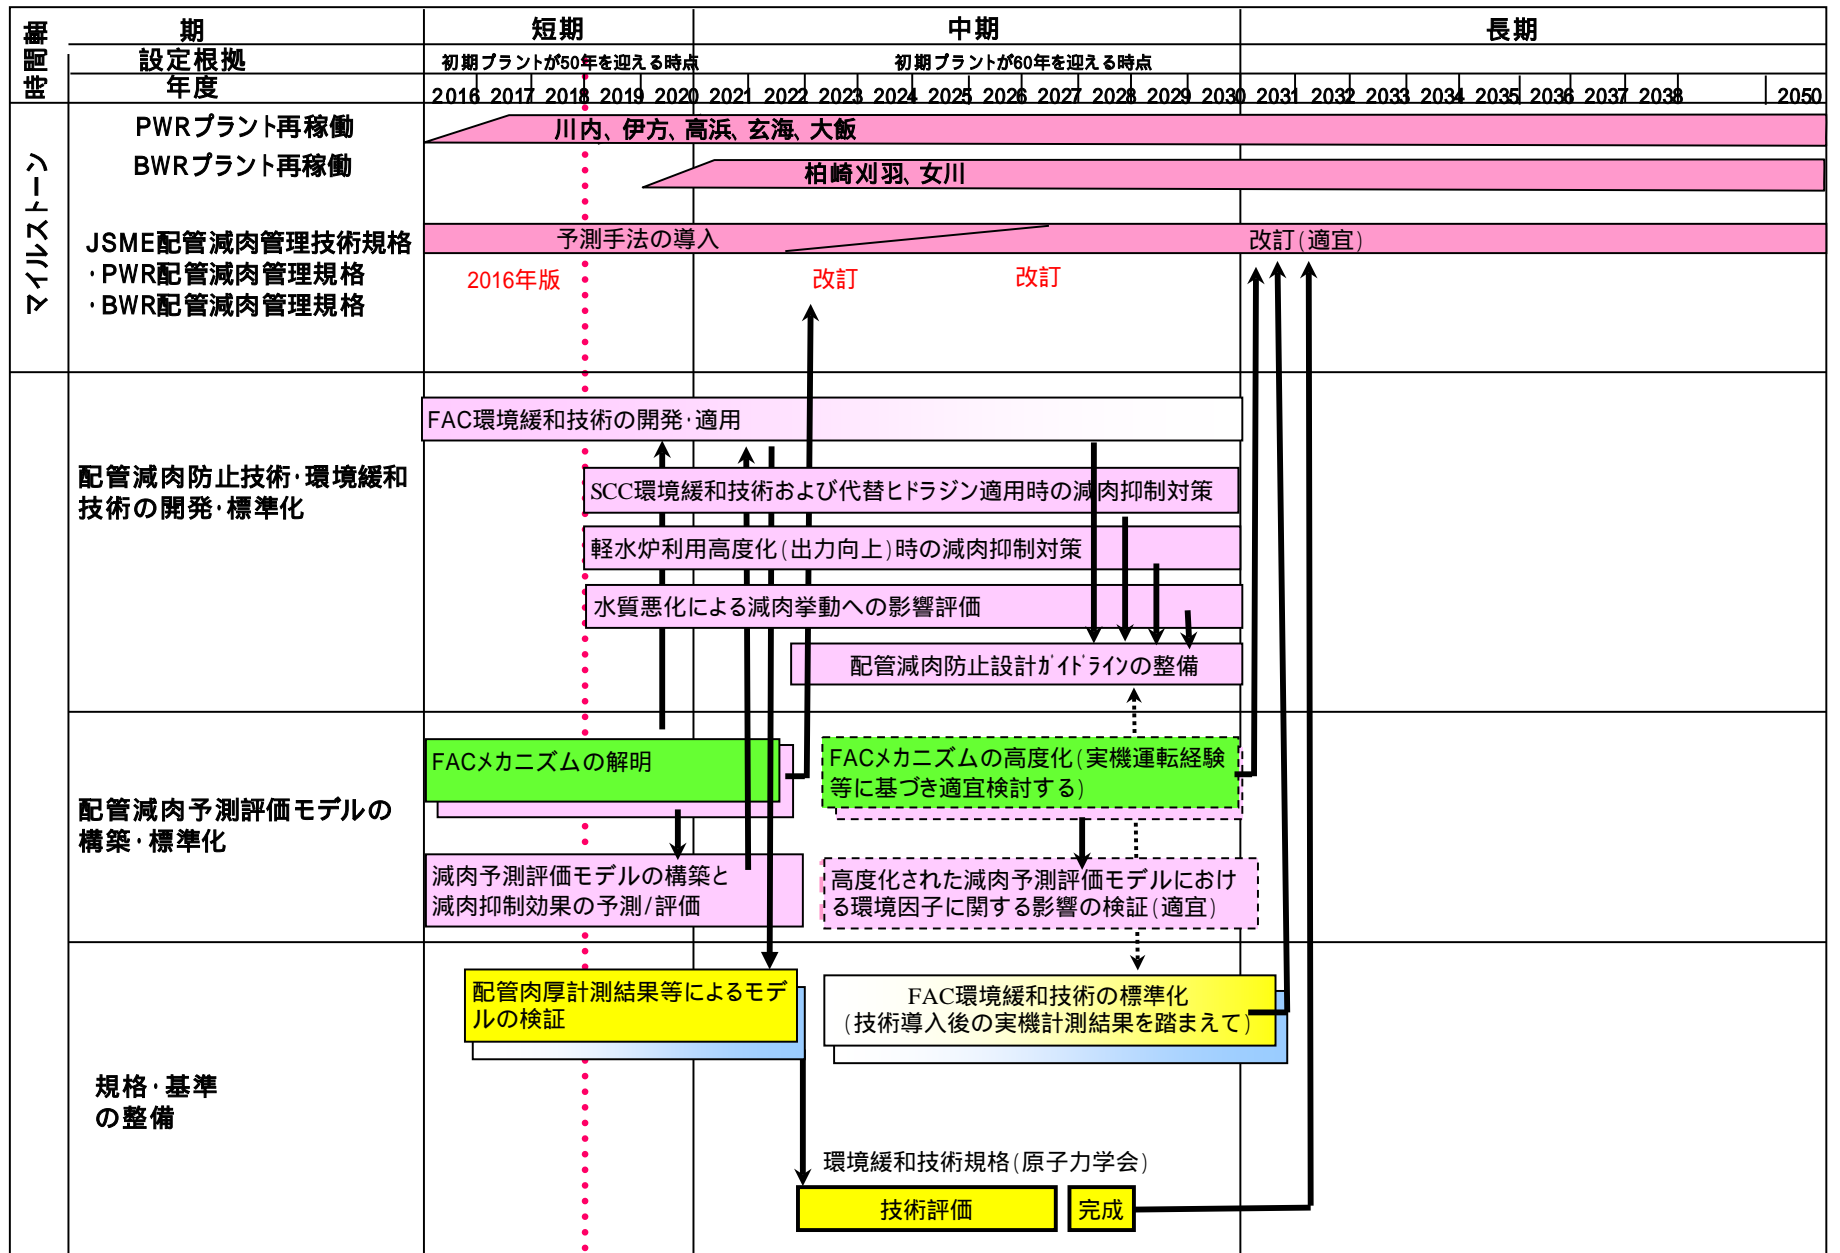 時間軸
期
短期
中期
長期
設定根拠
初期プラントが50年を迎える時点
初期プラントが60年を迎える時点
年度
2016 2017 2018 2019 2020 2021 2022 2023 2024 2025 2026 2027 2028 2029 2030 2031 2032 2033 2034 2035 2036 2037 2038 2050
マイルストーン
PWRプラント再稼働
川内、伊方、高浜、玄海、大飯
BWRプラント再稼働
柏崎刈羽、女川
JSME配管減肉管理技術規格
・PWR配管減肉管理規格
・BWR配管減肉管理規格
予測手法の導入
改訂(適宜)
2016年版
改訂
改訂
配管減肉防止技術・環境緩和
技術の開発・標準化
FAC環境緩和技術の開発・適用
SCC環境緩和技術および代替ヒドラジン適用時の減肉抑制対策
軽水炉利用高度化(出力向上)時の減肉抑制対策
水質悪化による減肉挙動への影響評価
配管減肉防止設計ガイドラインの整備
配管減肉予測評価モデルの
構築・標準化
FACメカニズムの解明
FACメカニズムの高度化(実機運転経験
等に基づき適宜検討する)
減肉予測評価モデルの構築と
減肉抑制効果の予測/評価
高度化された減肉予測評価モデルにおけ
る環境因子に関する影響の検証(適宜)
規格・基準
の整備
配管肉厚計測結果等によるモデ
ルの検証
FAC環境緩和技術の標準化
(技術導入後の実機計測結果を踏まえて)
環境緩和技術規格(原子力学会)
技術評価
完成